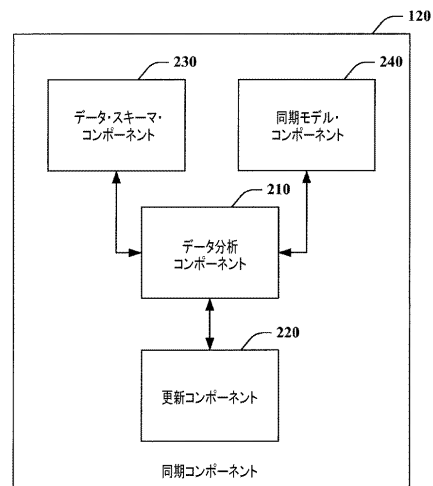 120
230
240
データ・スキーマ・
コンポーネント
同期モデル・
コンポーネント
210
データ分析
コンポーネント
220
更新コンポーネント
同期コンポーネント